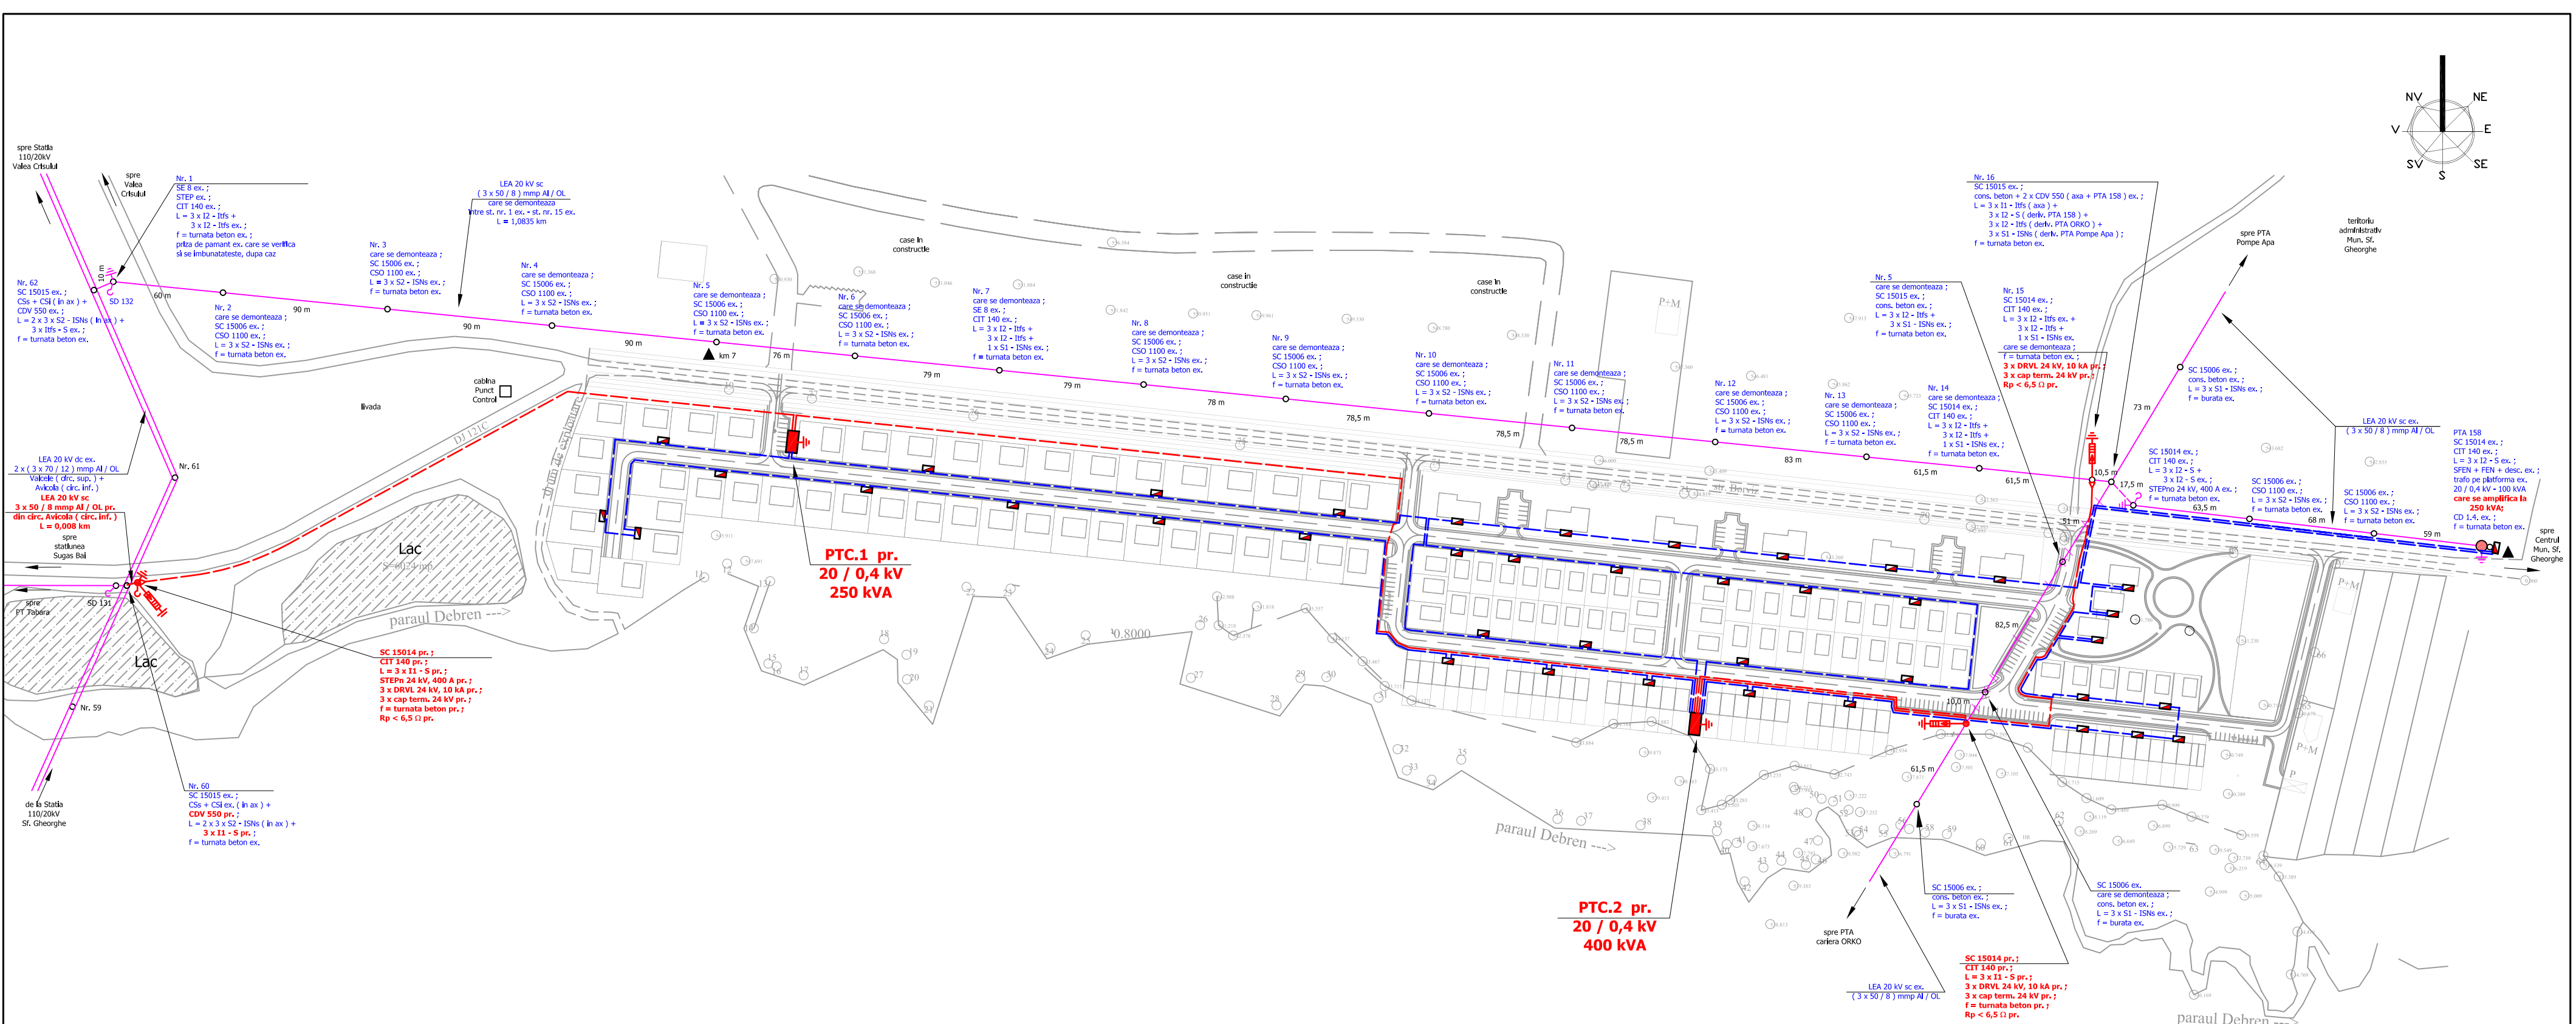 NV
NE
V
E
SV
SE
S
spre Statia
110/20kV
Valea Crisului
spre
Valea
Crisului
Nr. 1
SE 8 ex. ;
STEP ex. ;
CIT 140 ex. ;
L = 3 x I2 - Itfs +
3 x I2 - Itfs ex. ;
f = turnata beton ex. ;
priza de pamant ex. care se verifica
si se imbunatateste, dupa caz
10 m
SD 132
60 m
Nr. 62
SC 15015 ex. ;
CSs + CSi ( in ax ) +
CDV 550 ex. ;
L = 2 x 3 x S2 - ISNs ( in ax ) +
3 x Itfs - S ex. ;
f = turnata beton ex.
Nr. 2
care se demonteaza ;
SC 15006 ex. ;
CSO 1100 ex. ;
L = 3 x S2 - ISNs ex. ;
f = turnata beton ex.
90 m
Nr. 3
care se demonteaza ;
SC 15006 ex. ;
CSO 1100 ex. ;
L = 3 x S2 - ISNs ex. ;
f = turnata beton ex.
LEA 20 kV sc
( 3 x 50 / 8 ) mmp Al / OL
care se demonteaza
intre st. nr. 1 ex. - st. nr. 15 ex.
L = 1,0835 km
90 m
Nr. 4
care se demonteaza ;
SC 15006 ex. ;
CSO 1100 ex. ;
L = 3 x S2 - ISNs ex. ;
f = turnata beton ex.
90 m
Nr. 5
care se demonteaza ;
SC 15006 ex. ;
CSO 1100 ex. ;
L = 3 x S2 - ISNs ex. ;
f = turnata beton ex.
km 7
76 m
Nr. 6
care se demonteaza ;
SC 15006 ex. ;
CSO 1100 ex. ;
L = 3 x S2 - ISNs ex. ;
f = turnata beton ex.
case in
constructie
79 m
Nr. 7
care se demonteaza ;
SE 8 ex. ;
CIT 140 ex. ;
L = 3 x I2 - Itfs +
3 x I2 - Itfs +
1 x S1 - ISNs ex. ;
f = turnata beton ex. ;
79 m
Nr. 8
care se demonteaza ;
SC 15006 ex. ;
CSO 1100 ex. ;
L = 3 x S2 - ISNs ex. ;
f = turnata beton ex.
case in
constructie
78 m
Nr. 9
care se demonteaza ;
SC 15006 ex. ;
CSO 1100 ex. ;
L = 3 x S2 - ISNs ex. ;
f = turnata beton ex.
78,5 m
Nr. 10
care se demonteaza ;
SC 15006 ex. ;
CSO 1100 ex. ;
L = 3 x S2 - ISNs ex. ;
f = turnata beton ex.
case in
constructie
78,5 m
Nr. 11
care se demonteaza ;
SC 15006 ex. ;
CSO 1100 ex. ;
L = 3 x S2 - ISNs ex. ;
f = turnata beton ex.
P+M
78,5 m
Nr. 12
care se demonteaza ;
SC 15006 ex. ;
CSO 1100 ex. ;
L = 3 x S2 - ISNs ex. ;
f = turnata beton ex.
83 m
Nr. 13
care se demonteaza ;
SC 15006 ex. ;
CSO 1100 ex. ;
L = 3 x S2 - ISNs ex. ;
f = turnata beton ex.
61,5 m
Nr. 14
care se demonteaza ;
SC 15014 ex. ;
CIT 140 ex. ;
L = 3 x I2 - Itfs +
3 x I2 - Itfs +
1 x S1 - ISNs ex. ;
f = turnata beton ex.
61,5 m
Nr. 5
care se demonteaza ;
SC 15015 ex. ;
cons. beton ex. ;
L = 3 x I1 - Itfs +
3 x S1 - ISNs ex. ;
f = turnata beton ex.
Nr. 16
SC 15015 ex. ;
cons. beton + 2 x CDV 550 ( axa + PTA 158 ) ex. ;
L = 3 x I1 - Itfs ( axa ) +
3 x I2 - S ( deriv. PTA 158 ) +
3 x I2 - Itfs ( deriv. PTA ORKO ) +
3 x S1 - ISNs ( deriv. PTA Pompe Apa ) ;
f = turnata beton ex.
Nr. 15
SC 15014 ex. ;
CIT 140 ex. ;
L = 3 x I2 - Itfs ex. +
3 x I2 - Itfs +
1 x S1 - ISNs ex.
care se demonteaza ;
f = turnata beton ex. ;
3 x DRVL 24 kV, 10 kA pr. ;
3 x cap term. 24 kV pr. ;
Rp < 6,5 Ω pr.
spre PTA
Pompe Apa
teritoriu
administrativ
Mun. Sf.
Gheorghe
SC 15006 ex. ;
cons. beton ex. ;
L = 3 x S1 - ISNs ex. ;
f = burata ex.
73 m
LEA 20 kV sc ex.
( 3 x 50 / 8 ) mmp Al / OL
10,5 m
17,5 m
SC 15014 ex. ;
CIT 140 ex. ;
L = 3 x I2 - S +
3 x I2 - S ex. ;
STEPno 24 kV, 400 A ex. ;
f = turnata beton ex.
63,5 m
SC 15006 ex. ;
CSO 1100 ex. ;
L = 3 x S2 - ISNs ex. ;
f = turnata beton ex.
68 m
SC 15006 ex. ;
CSO 1100 ex. ;
L = 3 x S2 - ISNs ex. ;
f = turnata beton ex.
59 m
PTA 158
SC 15014 ex. ;
CIT 140 ex. ;
L = 3 x I2 - S ex. ;
SFEN + FEN + desc. ex. ;
trafo pe platforma ex.
20 / 0,4 kV - 100 kVA
care se amplifica la
250 kVA;
CD 1.4. ex. ;
f = turnata beton ex.
spre
Centrul
Mun. Sf.
Gheorghe
cabina
Punct
Control
livada
DJ 121C
drum de exploatare
str. Borviz
LEA 20 kV dc ex.
2 x ( 3 x 70 / 12 ) mmp Al / OL
Valcele ( circ. sup. ) +
Avicola ( circ. inf. )
LEA 20 kV sc
3 x 50 / 8 mmp Al / OL pr.
din circ. Avicola ( circ. inf. )
L = 0,008 km
Nr. 61
spre
statiunea
Sugas Bai
spre
PT Tabara
SD 131
Lac
Lac
paraul Debren --->
Nr. 59
de la Statia
110/20kV
Sf. Gheorghe
Nr. 60
SC 15015 ex. ;
CSs + CSi ex. ( in ax ) +
CDV 550 pr. ;
L = 2 x 3 x S2 - ISNs ( in ax ) +
3 x I1 - S pr. ;
f = turnata beton ex.
SC 15014 pr. ;
CIT 140 pr. ;
L = 3 x I1 - S pr. ;
STEPn 24 kV, 400 A pr. ;
3 x DRVL 24 kV, 10 kA pr. ;
3 x cap term. 24 kV pr. ;
f = turnata beton pr. ;
Rp < 6,5 Ω pr.
PTC.1 pr.
20 / 0,4 kV
250 kVA
51 m
82,5 m
10,0 m
61,5 m
P+M
P+M
P
paraul Debren --->
PTC.2 pr.
20 / 0,4 kV
400 kVA
spre PTA
cariera ORKO
SC 15006 ex. ;
cons. beton ex. ;
L = 3 x S1 - ISNs ex. ;
f = burata ex.
SC 15006 ex.
care se demonteaza ;
cons. beton ex. ;
L = 3 x S1 - ISNs ex. ;
f = burata ex.
LEA 20 kV sc ex.
( 3 x 50 / 8 ) mmp Al / OL
SC 15014 pr. ;
CIT 140 pr. ;
L = 3 x I1 - S pr. ;
3 x DRVL 24 kV, 10 kA pr. ;
3 x cap term. 24 kV pr. ;
f = turnata beton pr. ;
Rp < 6,5 Ω pr.
paraul Debren --->